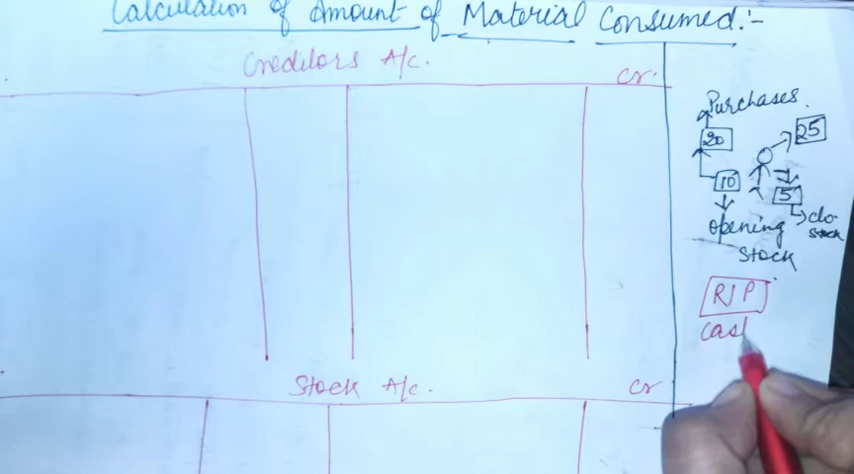 Calculation of Amount of Material Consumed:-
Creditors A/c.
Cr.
Purchases.
20
25
10
5
opening
Stock
clo
Stock
R/P
cas
Stock A/c.
Cr